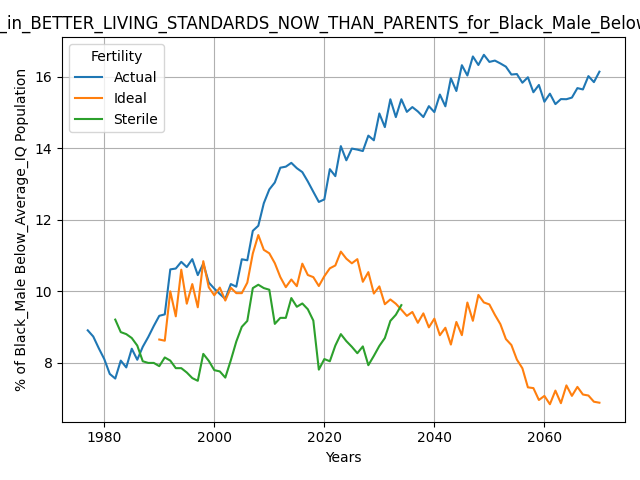 _in_BETTER_LIVING_STANDARDS_NOW_THAN_PARENTS_for_Black_Male_Below
Fertility
Actual
Ideal
Sterile
% of Black_Male Below_Average_IQ Population
16
14
12
10
8
1980 2000 2020 2040 2060
Years